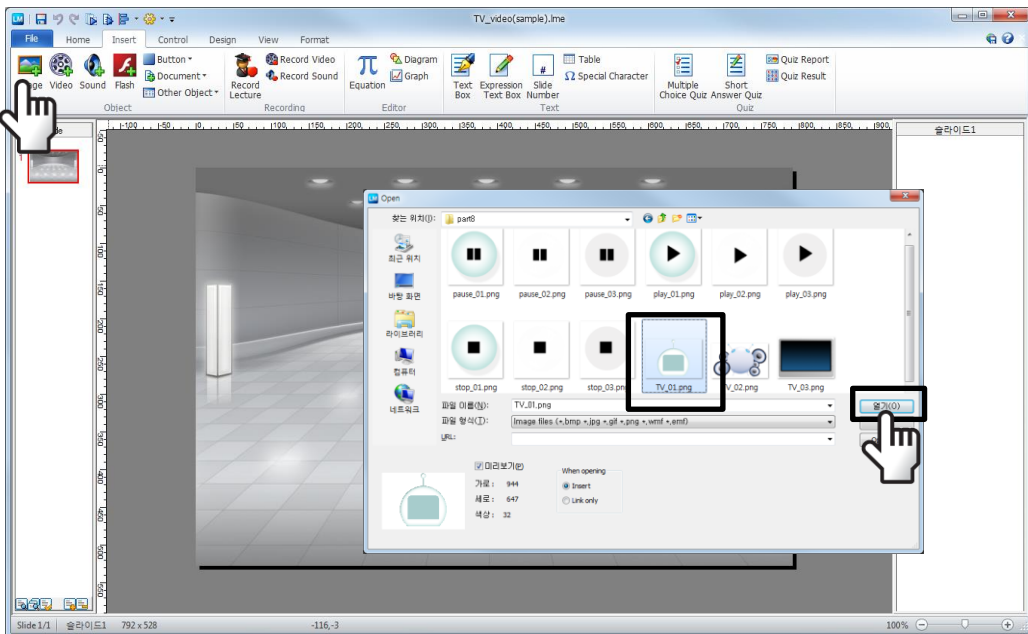 TV_video(sample).lme
File Home Insert Control Design View Format
Video Sound Flash
Button
Document
Other Object
Record Lecture
Record Video
Record Sound
Equation
Diagram
Graph
Text Box
Expression Text Box
Slide Number
Table
Special Character
Multiple Choice Quiz
Short Answer Quiz
Quiz Report
Quiz Result
Object Recording Editor Text Quiz
슬라이드1
1
Open
찾는 위치(I): part8
최근 위치
바탕 화면
라이브러리
컴퓨터
네트워크
pause_01.png pause_02.png pause_03.png play_01.png play_02.png play_03.png
stop_01.png stop_02.png TV_01.png TV_03.png
파일 이름(N): TV_01.png 열기(O)
파일 형식(T): Image files (*.bmp *.jpg *.gif *.png *.wmf *.emf)
URL:
미리보기(P)
가로: 944
세로: 647
색상: 32
When opening
Insert
Link only
Slide 1/1 슬라이드1 792 x 528 -116,-3 100%